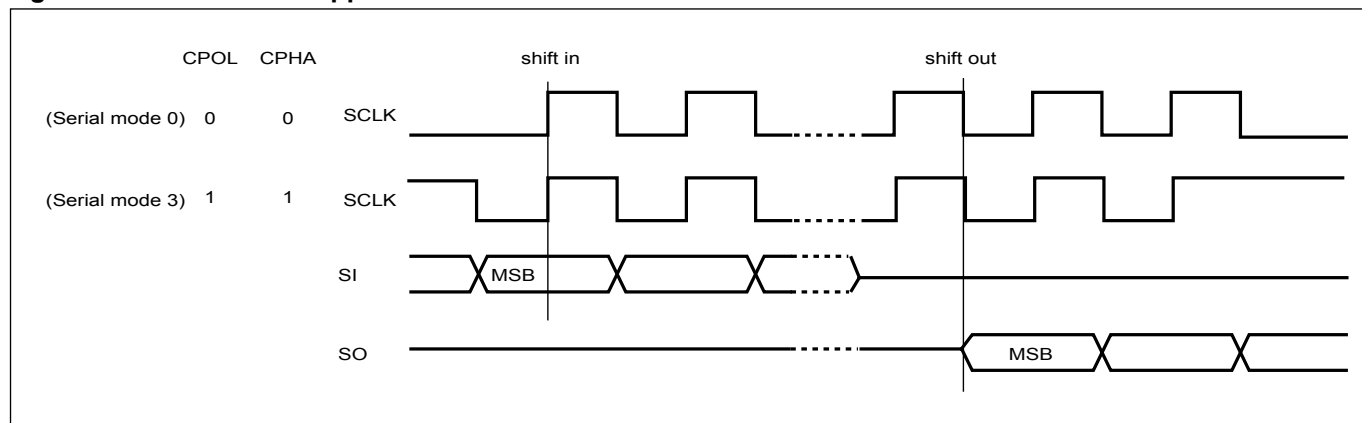 CPOL CPHA shift in shift out
(Serial mode 0) 0 0 SCLK
(Serial mode 3) 1 1 SCLK
SI MSB
SO MSB